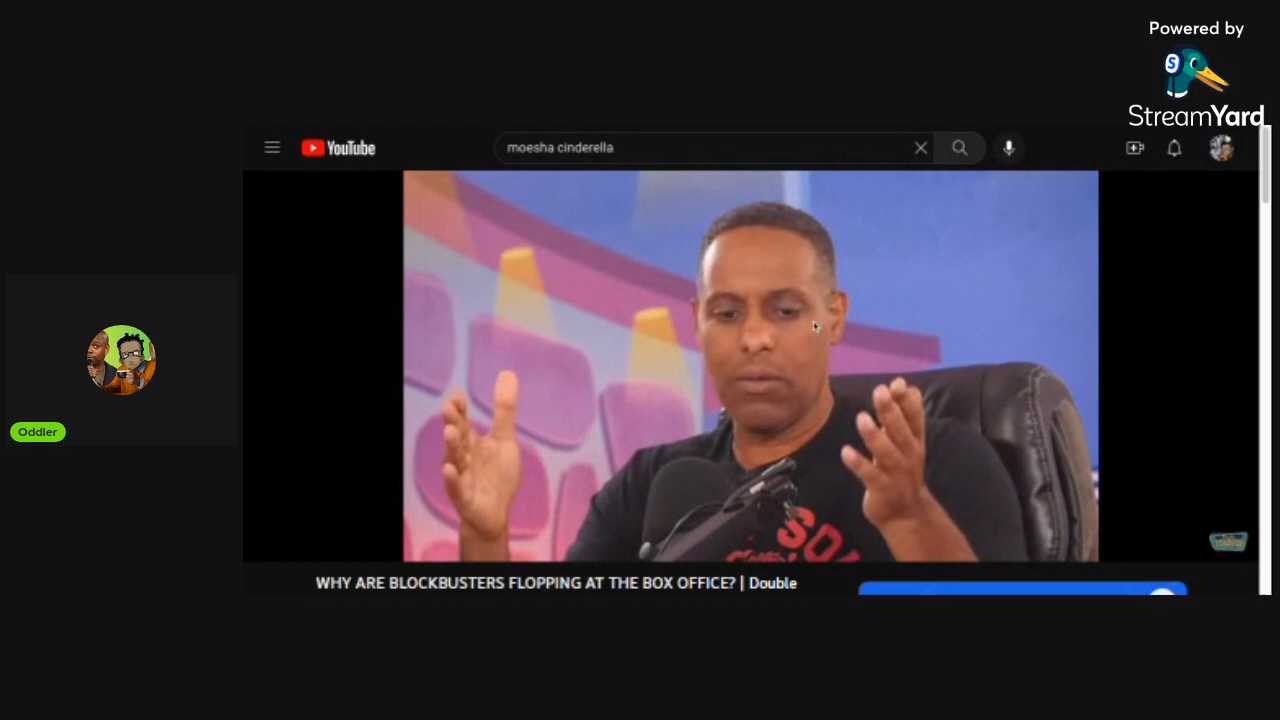 Powered by
S
StreamYard
YouTube
moesha cinderella
Oddler
WHY ARE BLOCKBUSTERS FLOPPING AT THE BOX OFFICE? | Double